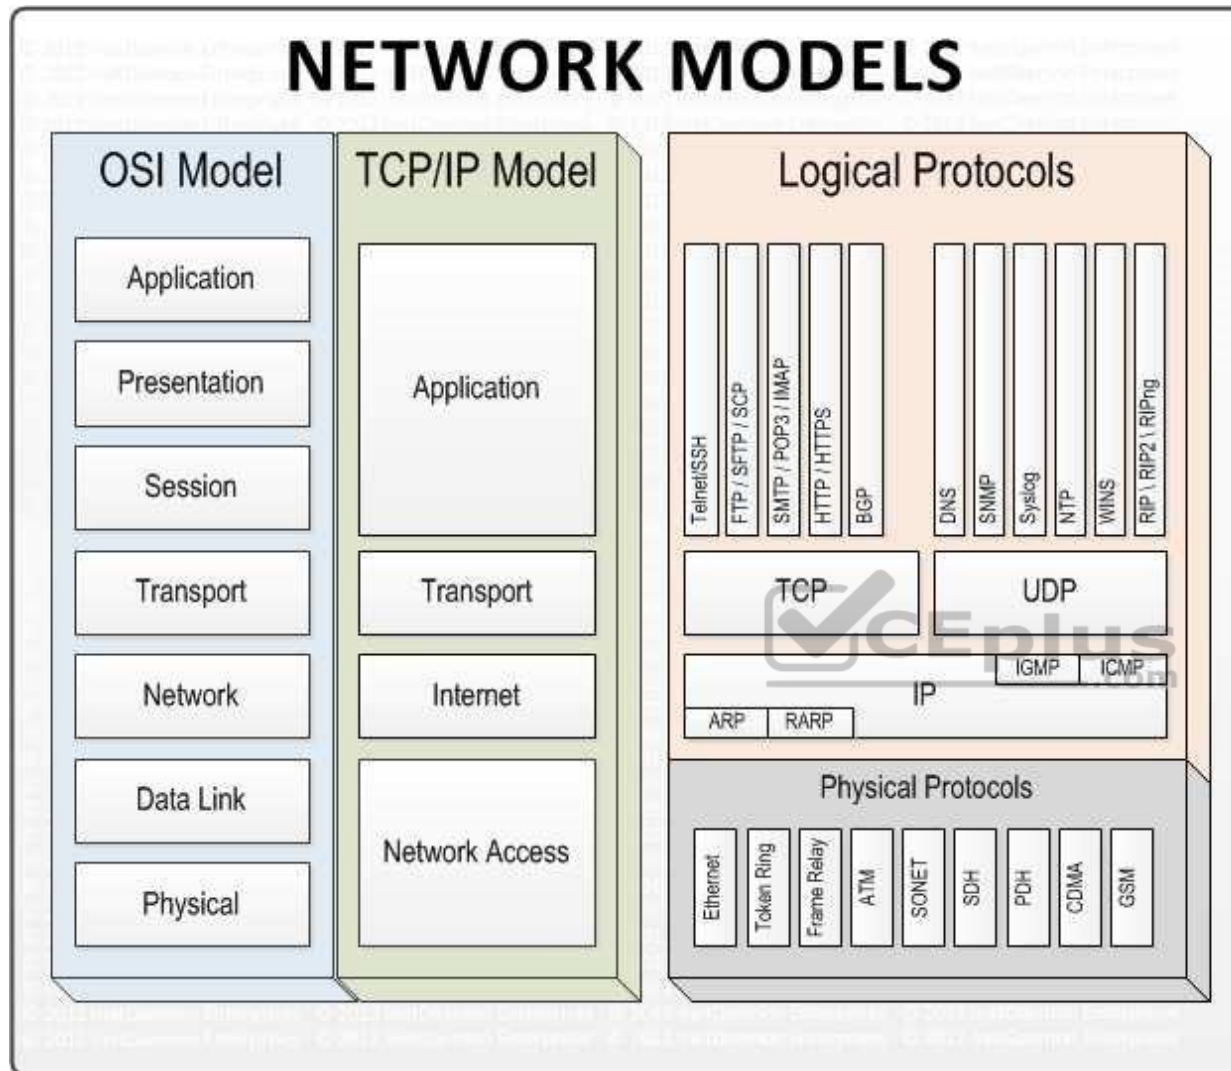 NETWORK MODELS
OSI Model
Application
Presentation
Session
Transport
Network
Data Link
Physical
TCP/IP Model
Application
Transport
Internet
Network Access
Logical Protocols
Telnet/SSH
FTP / SFTP / SCP
SMTP / POP3 / IMAP
HTTP / HTTPS
BGP
DNS
SNMP
Syslog
NTP
WINS
RIP \ RIP2 \ RIPng
TCP
UDP
CEplus
.com
IP
IGMP
ICMP
ARP
RARP
Physical Protocols
Ethernet
Token Ring
Frame Relay
ATM
SONET
SDH
PDH
CDMA
GSM